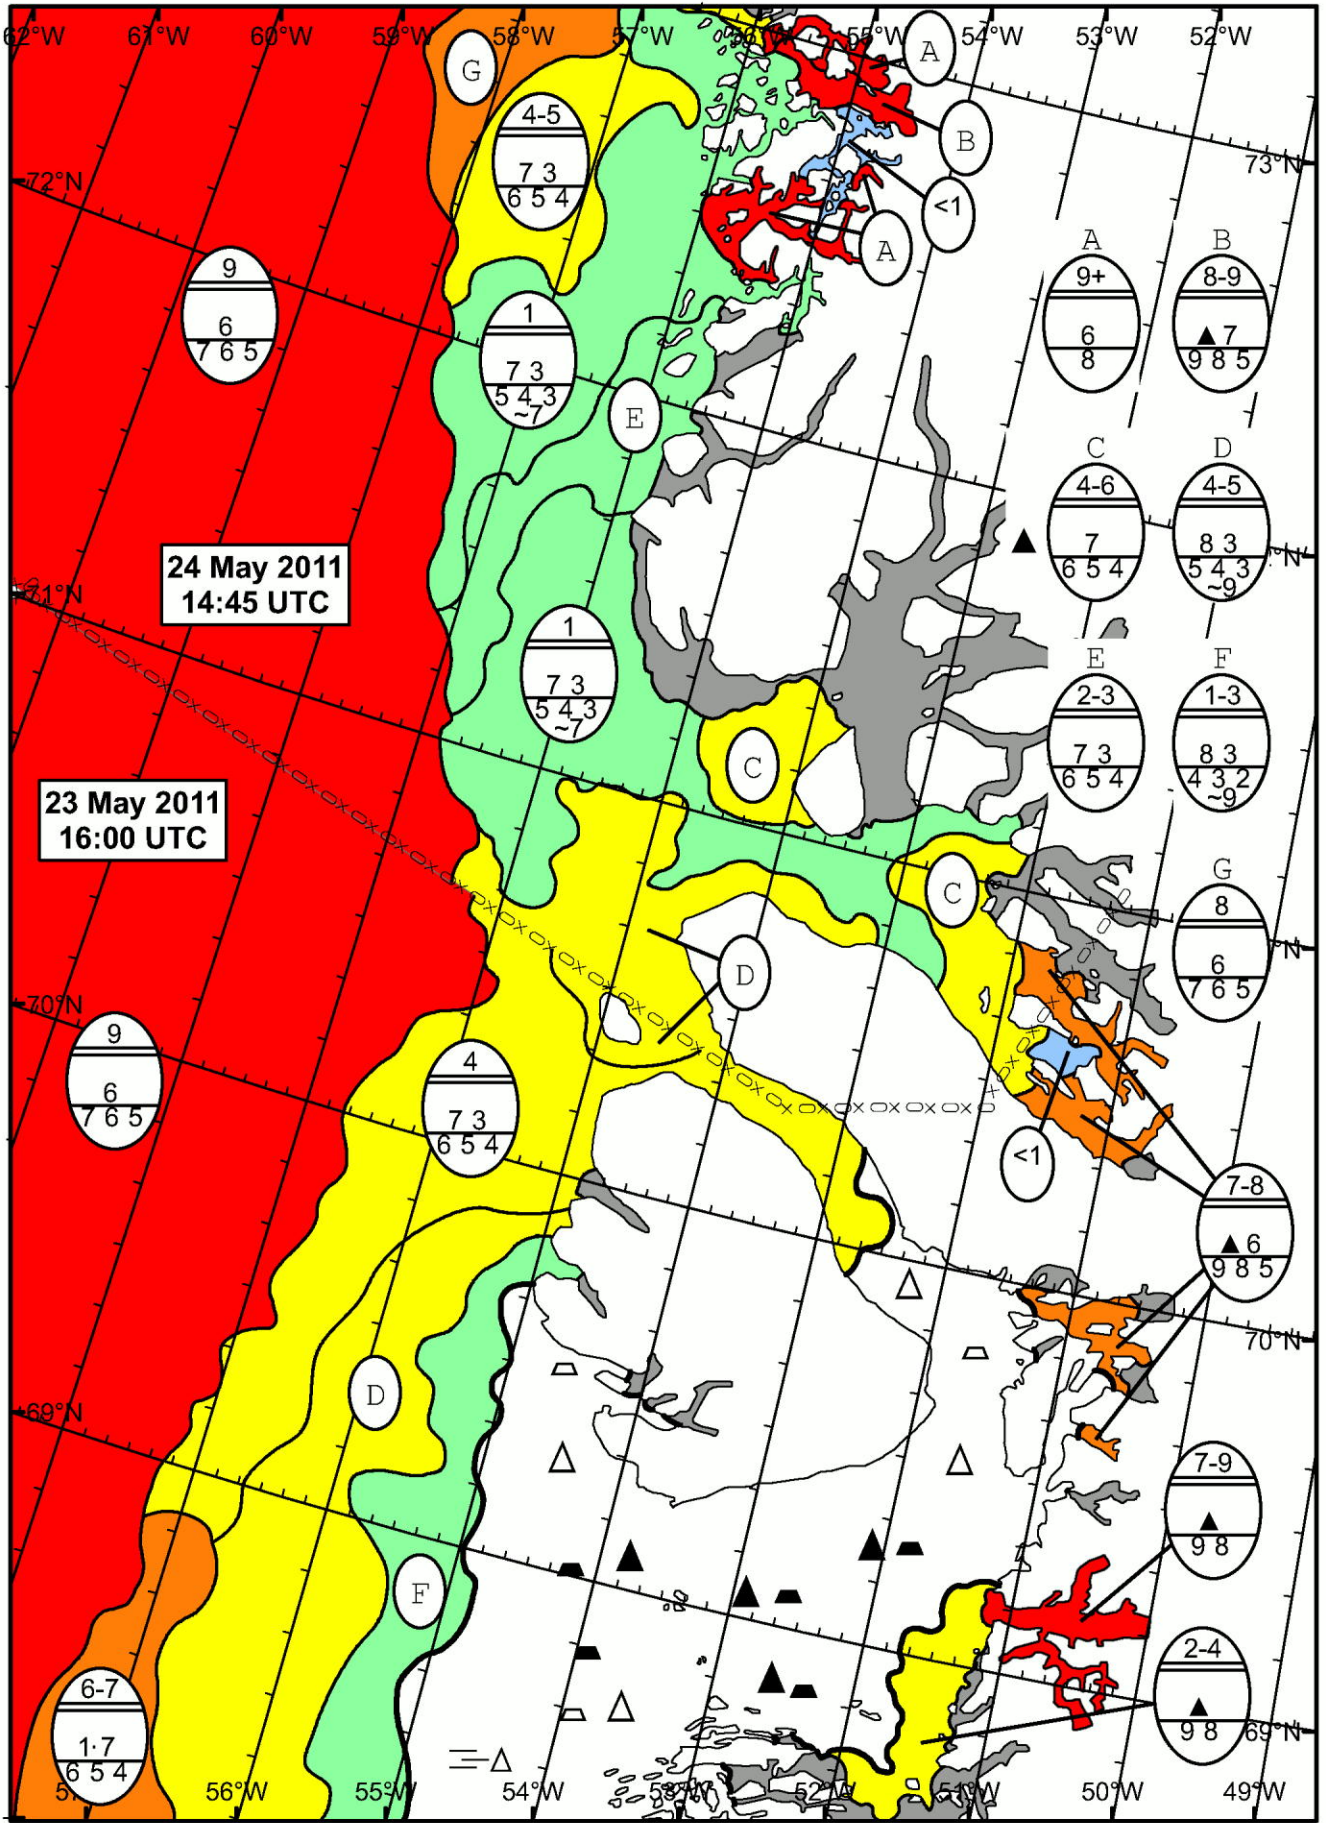 62°W 61°W 60°W 59°W 58°W 57°W 56°W 55°W 54°W 53°W 52°W
G
A
4-5
7 3
6 5 4
B
73°N
72°N
<1
A
9
6
7 6 5
1
7 3
5 4 3
~7
E
A
9+
6
8
B
8-9
▲ 7
9 8 5
C
4-6
7
6 5 4
D
4-5
8 3
5 4 3
~9
°N
24 May 2011
14:45 UTC
71°N
1
7 3
5 4 3
~7
E
2-3
7 3
6 5 4
F
1-3
8 3
4 3 2
~9
C
23 May 2011
16:00 UTC
C
G
8
6
7 6 5
°N
D
70°N
9
6
7 6 5
4
7 3
6 5 4
<1
7-8
▲ 6
9 8 5
70°N
D
69°N
7-9
▲
9 8
F
2-4
▲
9 8
69°N
6-7
1·7
6 5 4
56°W 55°W 54°W 53°W 52°W 51°W 50°W 49°W